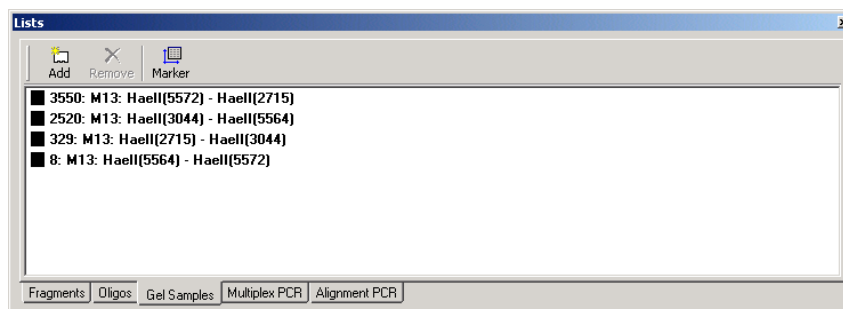 Lists
Add Remove Marker
3550: M13: HaeII(5572) - HaeII(2715)
2520: M13: HaeII(3044) - HaeII(5564)
329: M13: HaeII(2715) - HaeII(3044)
8: M13: HaeII(5564) - HaeII(5572)
Fragments Oligos Gel Samples Multiplex PCR Alignment PCR